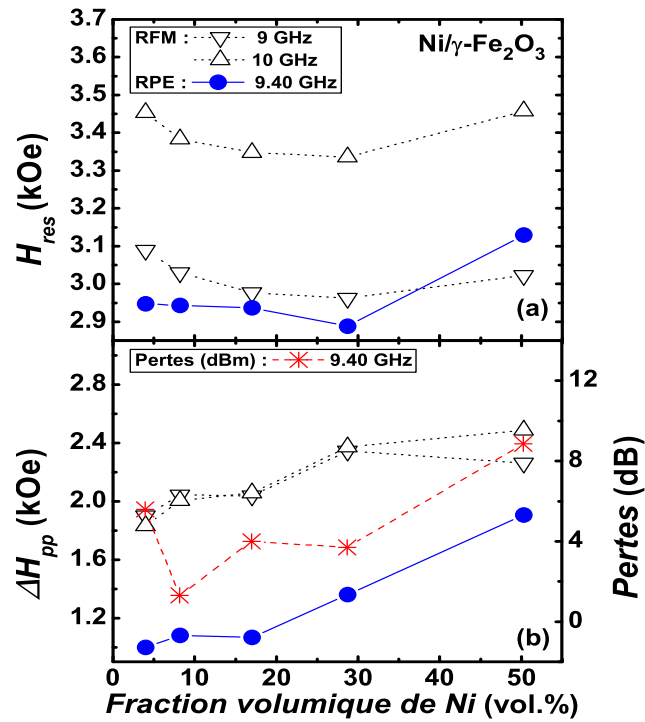 3.7
3.6
3.5
3.4
3.3
3.2
3.1
3.0
2.9
H_res (kOe)
RFM : 9 GHz
10 GHz
RPE : 9.40 GHz
Ni/γ-Fe₂O₃
(a)
Pertes (dBm) : 9.40 GHz
2.8
2.4
2.0
1.6
1.2
ΔH_pp (kOe)
12
8
4
0
Pertes (dB)
(b)
0 10 20 30 40 50
Fraction volumique de Ni (vol.%)